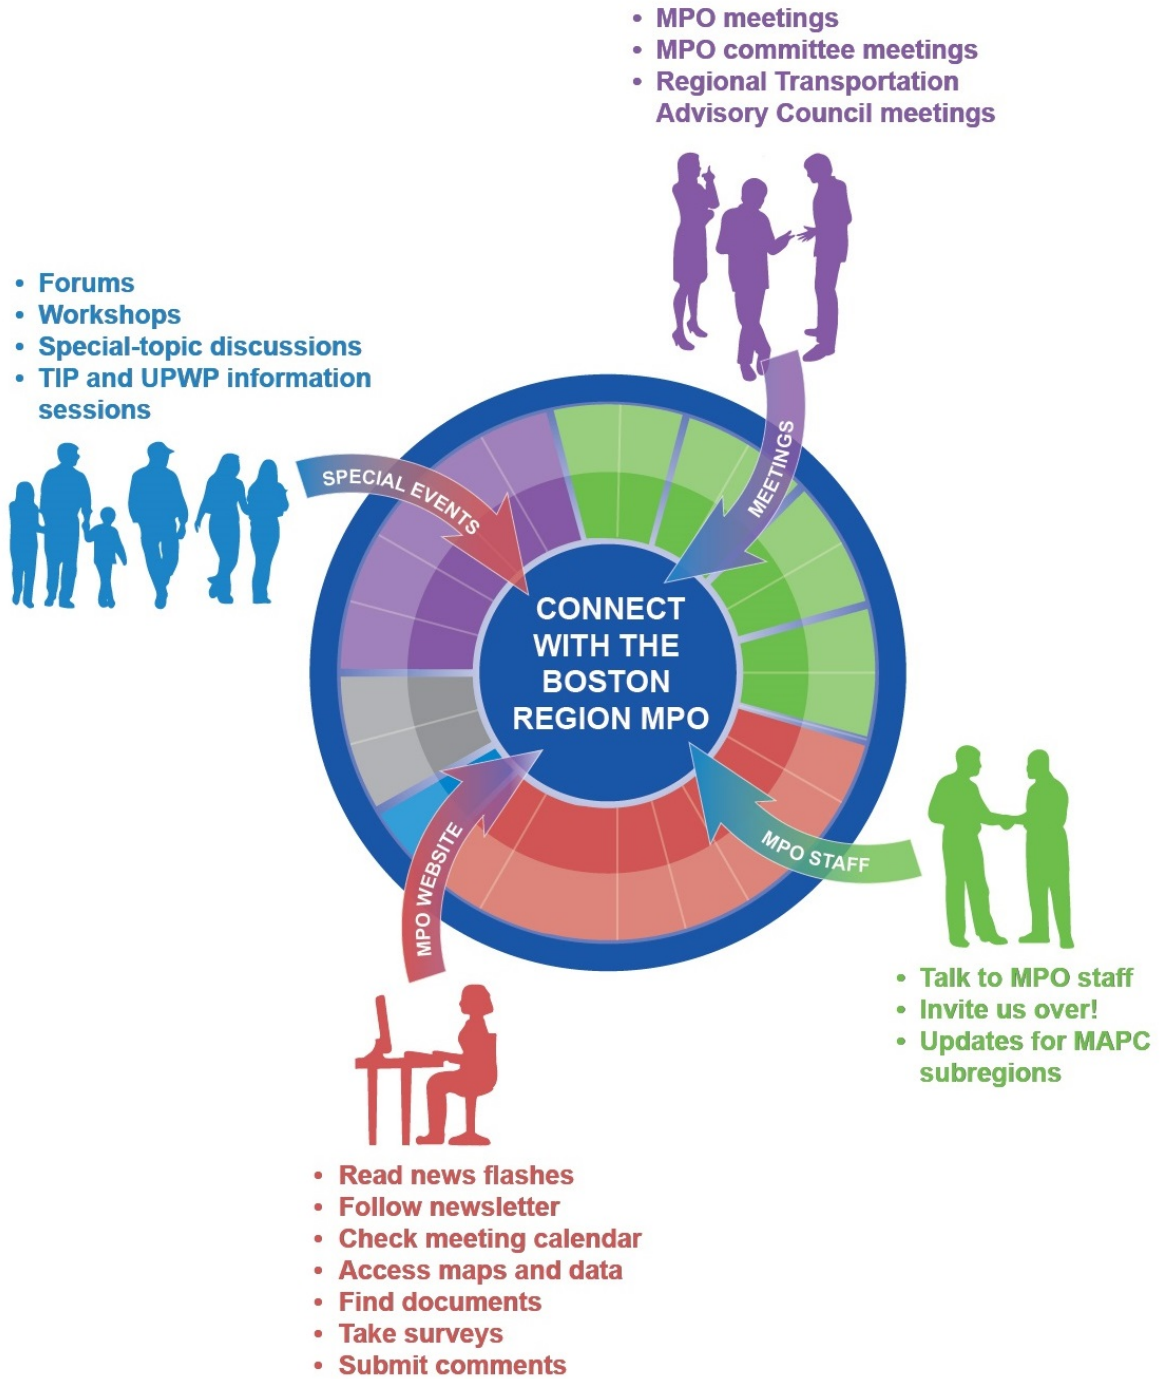 • MPO meetings
• MPO committee meetings
• Regional Transportation
Advisory Council meetings
• Forums
• Workshops
• Special-topic discussions
• TIP and UPWP information
sessions
SPECIAL EVENTS
MEETINGS
CONNECT
WITH THE
BOSTON
REGION MPO
MPO WEBSITE
MPO STAFF
• Talk to MPO staff
• Invite us over!
• Updates for MAPC
subregions
• Read news flashes
• Follow newsletter
• Check meeting calendar
• Access maps and data
• Find documents
• Take surveys
• Submit comments